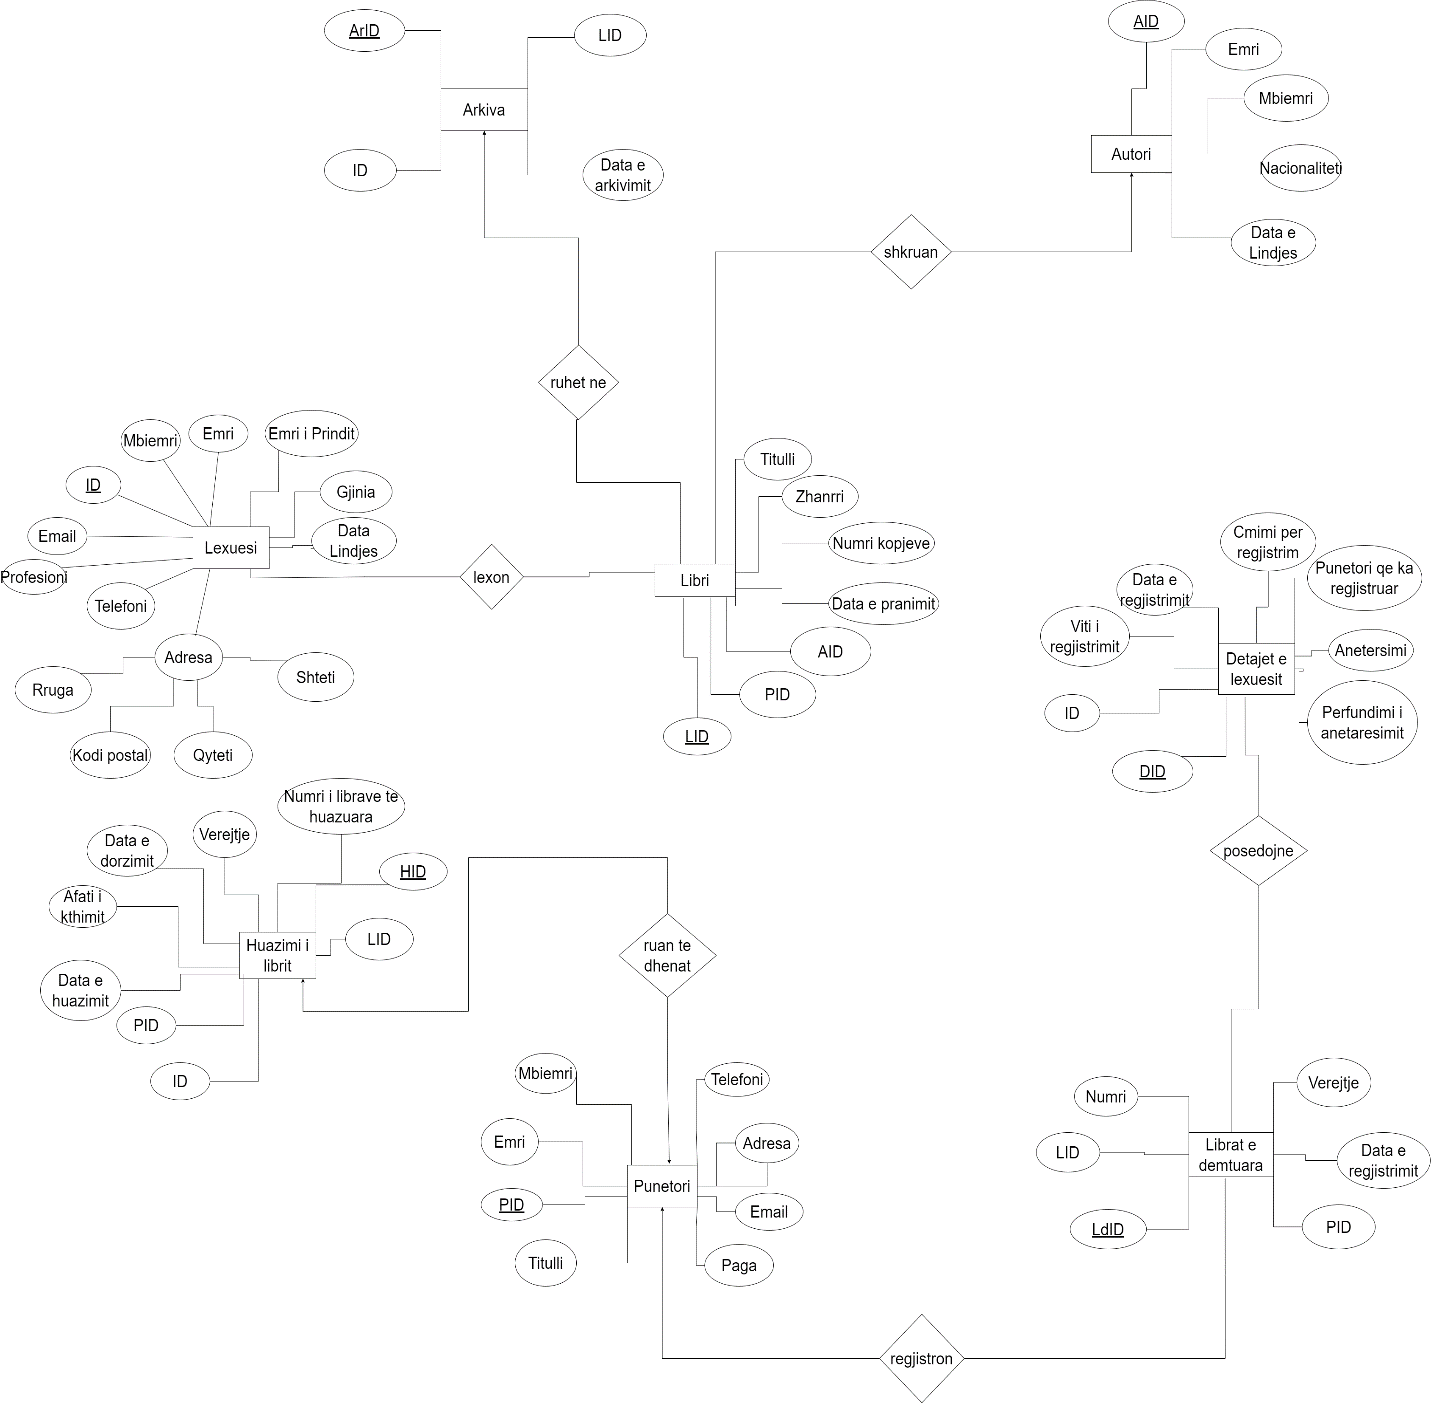 ArID
LID
Arkiva
ID
Data e
arkivimit
AID
Emri
Mbiemri
Autori
Nacionaliteti
Data e
Lindjes
shkruan
ruhet ne
Mbiemri
Emri
Emri i Prindit
ID
Gjinia
Email
Data
Lindjes
Lexuesi
Profesioni
Telefoni
Adresa
Rruga
Shteti
Kodi postal
Qyteti
lexon
Titulli
Zhanrri
Numri kopjeve
Libri
Data e pranimit
AID
PID
LID
Cmimi per
regjistrim
Data e
regjistrimit
Punetori qe ka
regjistruar
Viti i
regjistrimit
Detajet e
lexuesit
Anetersimi
ID
Perfundimi i
anetaresimit
DID
posedojne
Numri i librave te
huazuara
Verejtje
Data e
dorzimit
HID
Afati i
kthimit
LID
Huazimi i
librit
Data e
huazimit
PID
ID
ruan te
dhenat
Mbiemri
Telefoni
Emri
Adresa
Punetori
PID
Email
Titulli
Paga
Numri
Verejtje
LID
Librat e
demtuara
Data e
regjistrimit
LdID
PID
regjistron